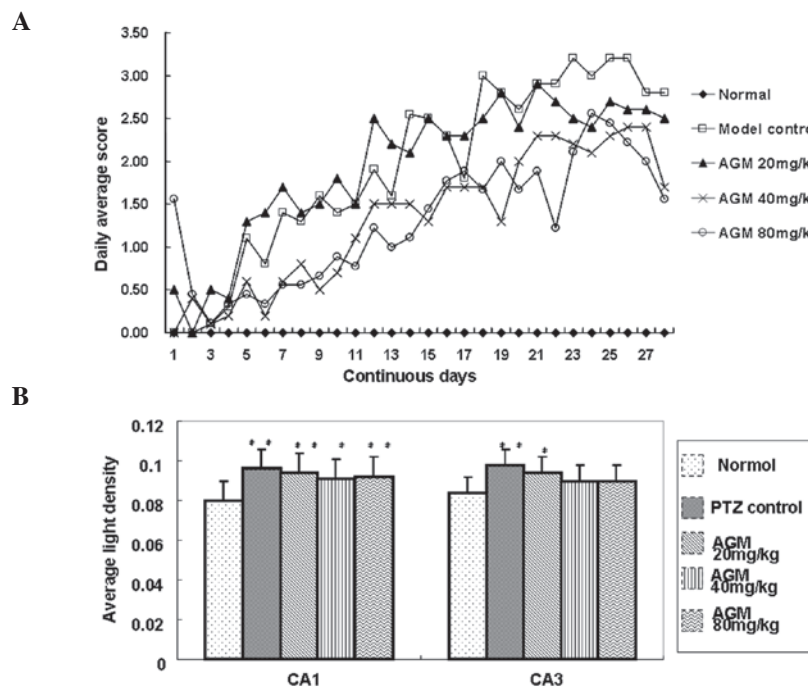 A
3.50
3.00
2.50
2.00
1.50
1.00
0.50
0.00
Daily average score
1 3 5 7 9 11 13 15 17 19 21 23 25 27
Continuous days
Normal
Model contro
AGM 20mg/k
AGM 40mg/k
AGM 80mg/k
B
0.12
0.1
0.08
0.06
0.04
0.02
0
Average light density
* * * * * * * * * *
CA1 CA3
Normol
PTZ control
AGM
20mg/kg
AGM
40mg/kg
AGM
80mg/kg